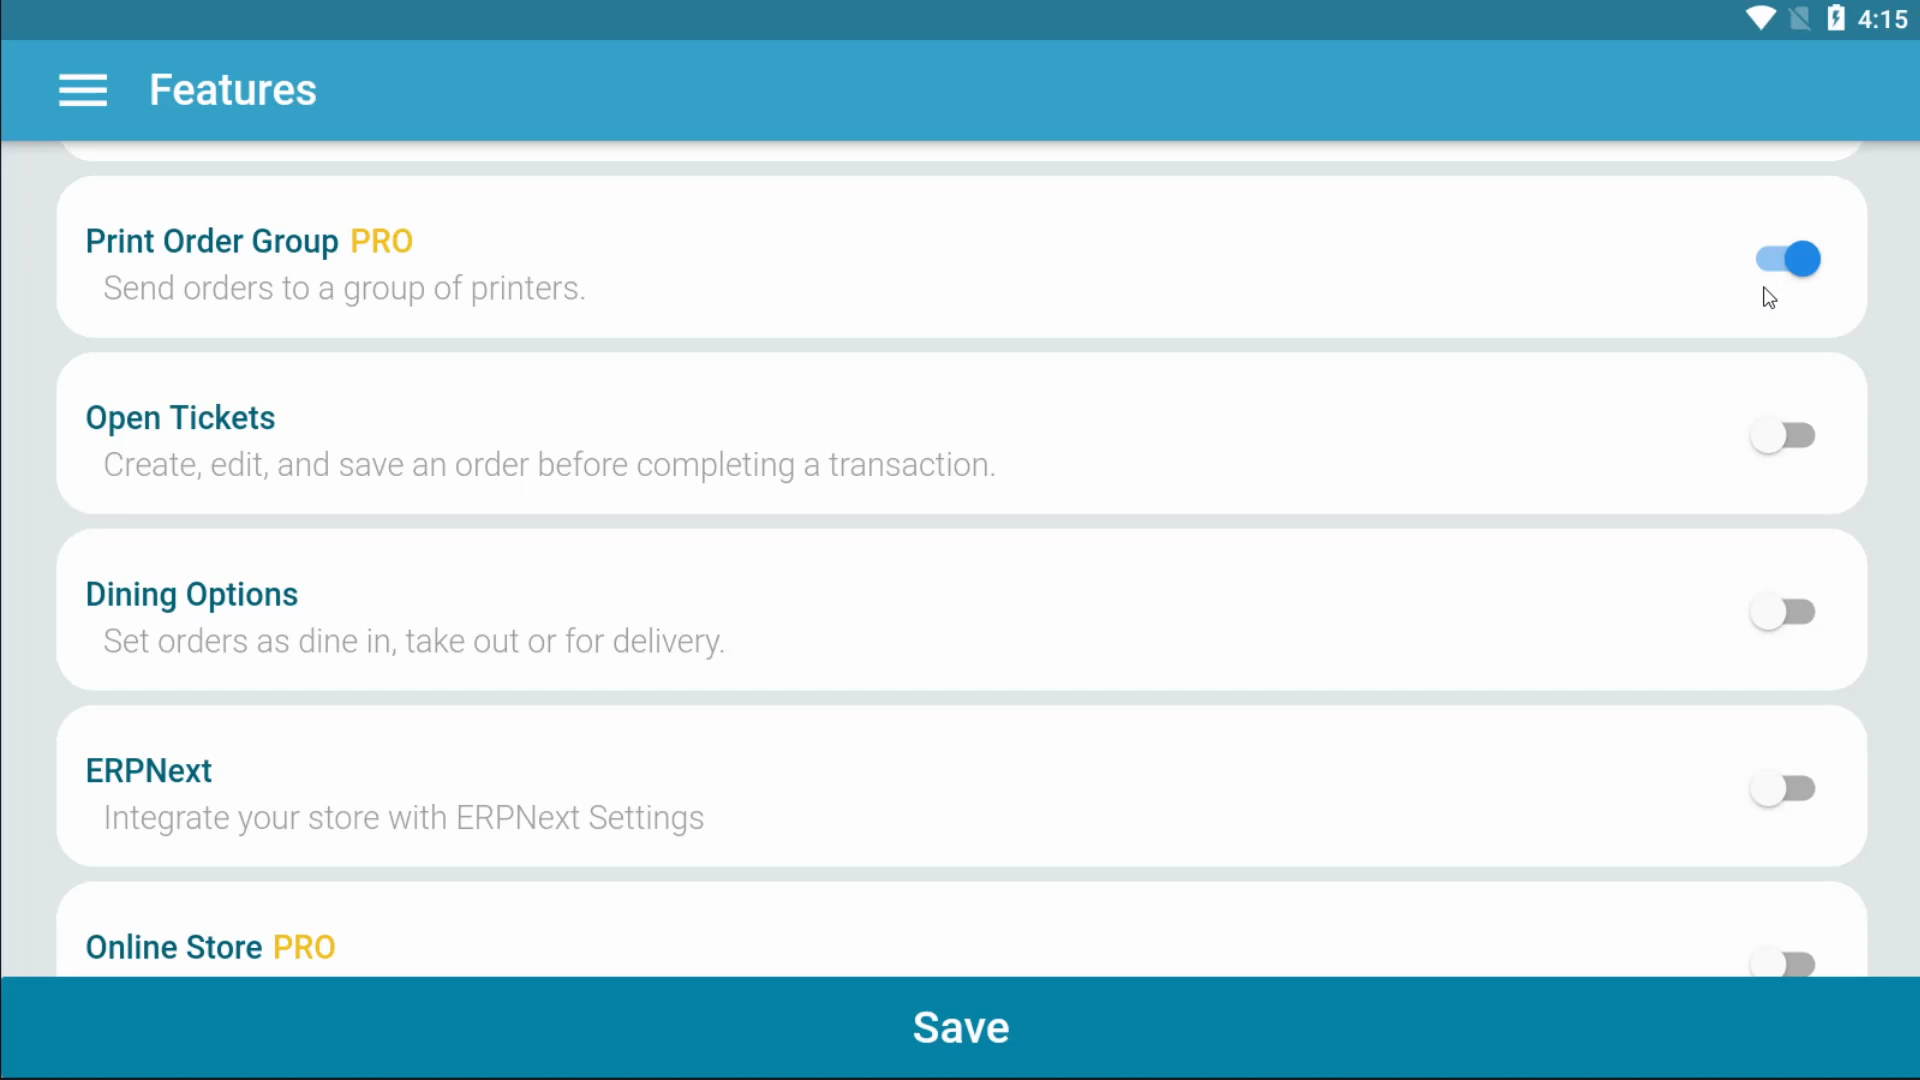 4:15
Features
Print Order Group PRO
Send orders to a group of printers.
Open Tickets
Create, edit, and save an order before completing a transaction.
Dining Options
Set orders as dine in, take out or for delivery.
ERPNext
Integrate your store with ERPNext Settings
Online Store PRO
Save